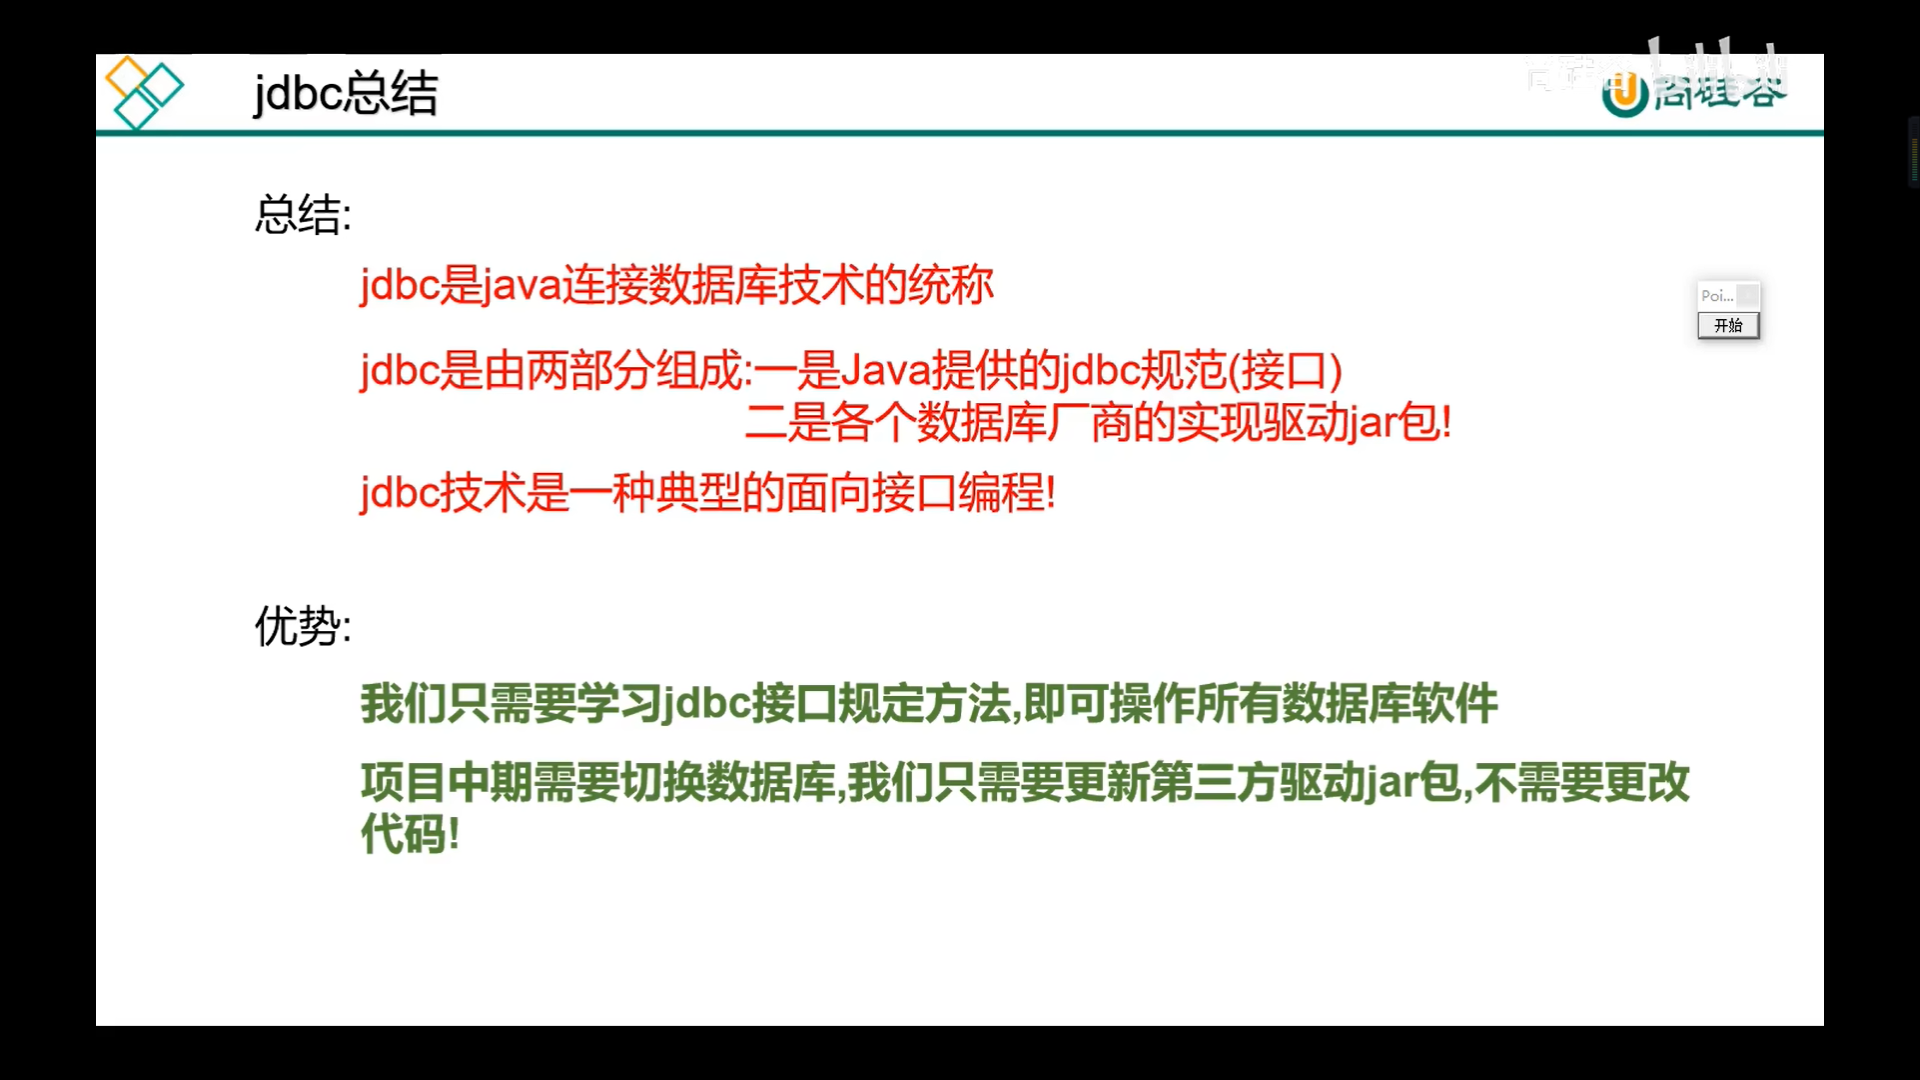 jdbc总结
尚硅谷
总结:
jdbc是java连接数据库技术的统称
Poi...
开始
jdbc是由两部分组成:一是Java提供的jdbc规范(接口)
二是各个数据库厂商的实现驱动jar包!
jdbc技术是一种典型的面向接口编程!
优势:
我们只需要学习jdbc接口规定方法,即可操作所有数据库软件
项目中期需要切换数据库,我们只需要更新第三方驱动jar包,不需要更改
代码!